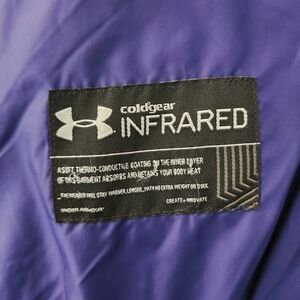 coldgear
INFRARED
A SOFT THERMO-CONDUCTIVE COATING ON THE INNER LAYER
OF THIS GARMENT ABSORBS AND RETAINS YOUR BODY HEAT
THE WEARER WILL STAY WARMER, LONGER, WITH NO EXTRA WEIGHT OR BULK.
UNDER ARMOUR
CREATE + INNOVATE